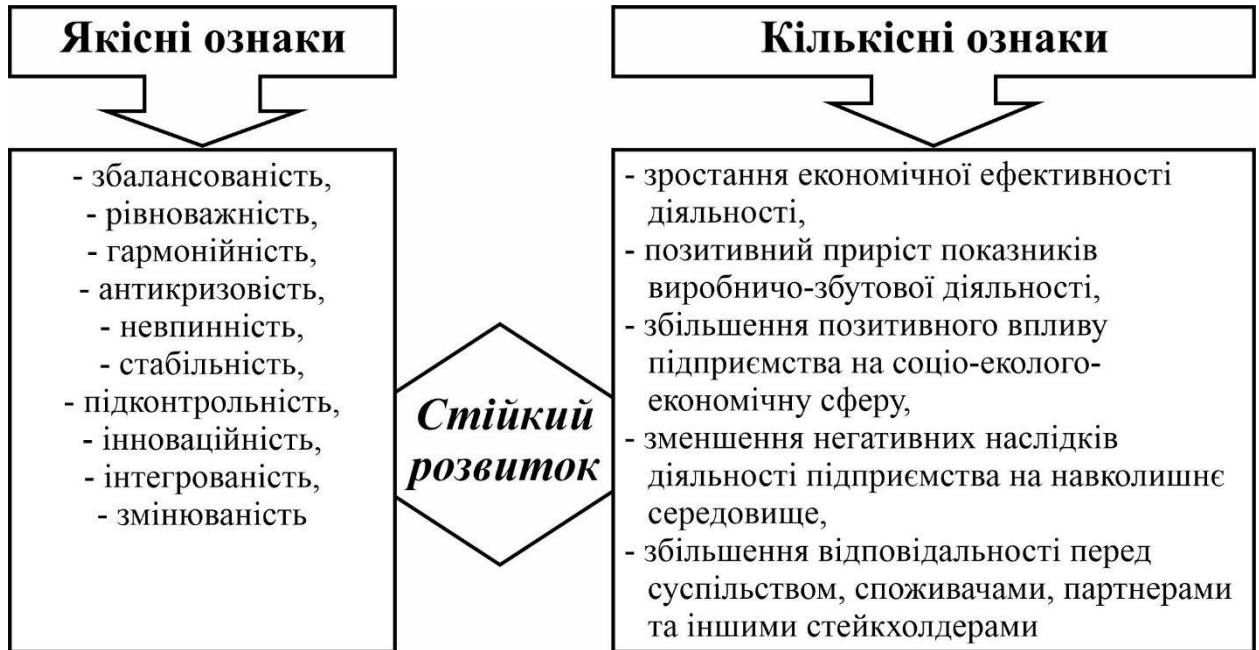 Якісні ознаки
- збалансованість,
- рівноважність,
- гармонійність,
- антикризовість,
- невпинність,
- стабільність,
- підконтрольність,
- інноваційність,
- інтегрованість,
- змінюваність
Стійкий
розвиток
Кількісні ознаки
- зростання економічної ефективності
діяльності,
- позитивний приріст показників
виробничо-збутової діяльності,
- збільшення позитивного впливу
підприємства на соціо-еколого-
економічну сферу,
- зменшення негативних наслідків
діяльності підприємства на навколишнє
середовище,
- збільшення відповідальності перед
суспільством, споживачами, партнерами
та іншими стейкхолдерами